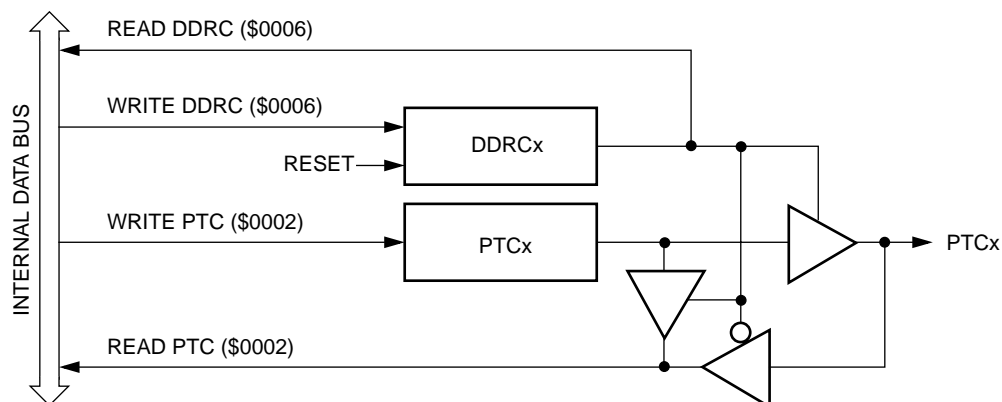 READ DDRC ($0006)
WRITE DDRC ($0006)
DDRCx
RESET
INTERNAL DATA BUS
WRITE PTC ($0002)
PTCx
PTCx
READ PTC ($0002)